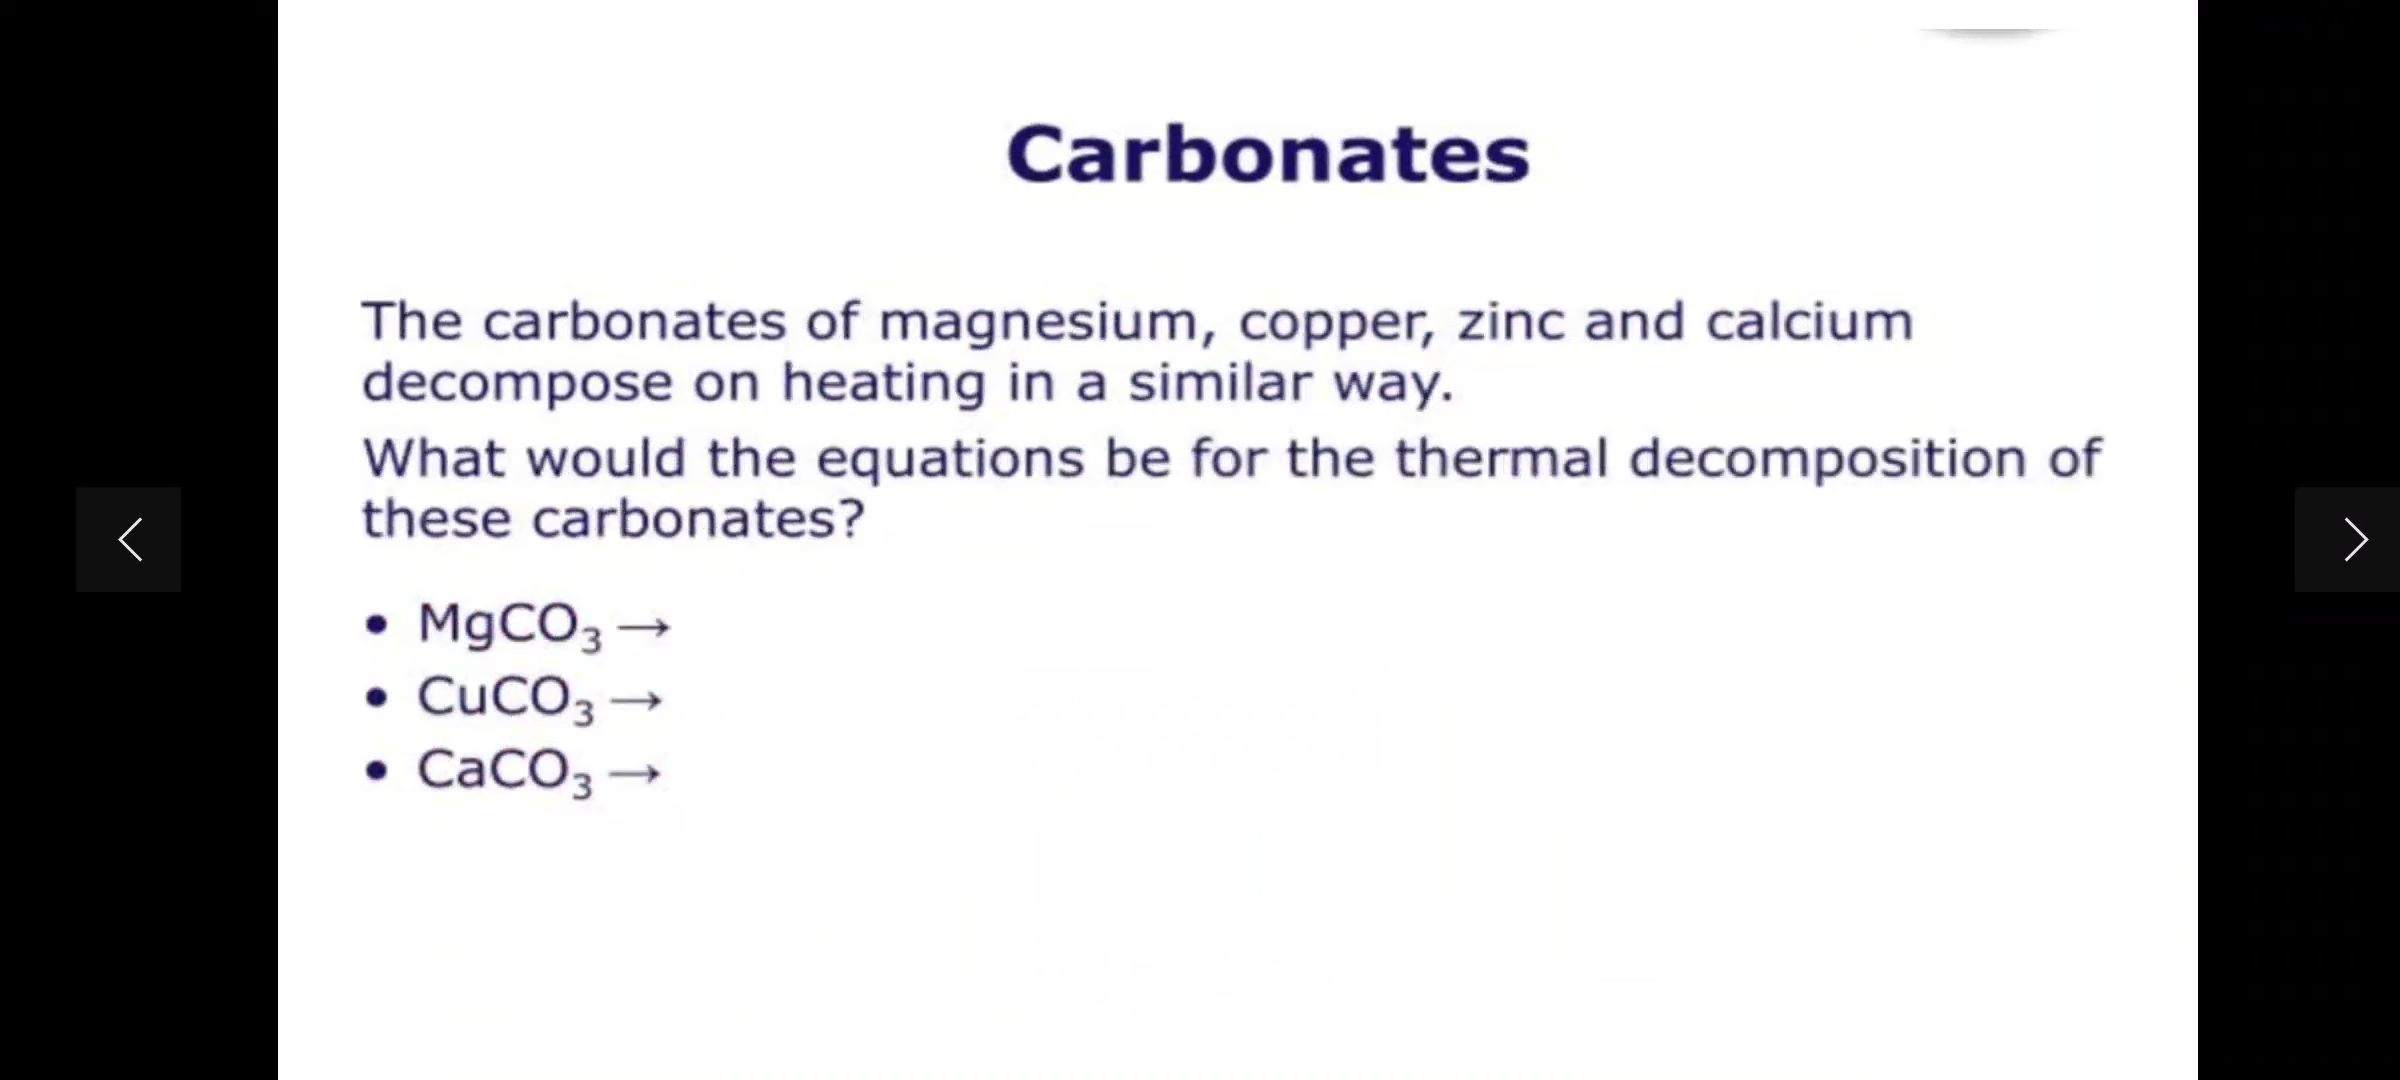 Carbonates
The carbonates of magnesium, copper, zinc and calcium
decompose on heating in a similar way.
What would the equations be for the thermal decomposition of
these carbonates?
• MgCO₃ →
• CuCO₃ →
• CaCO₃ →